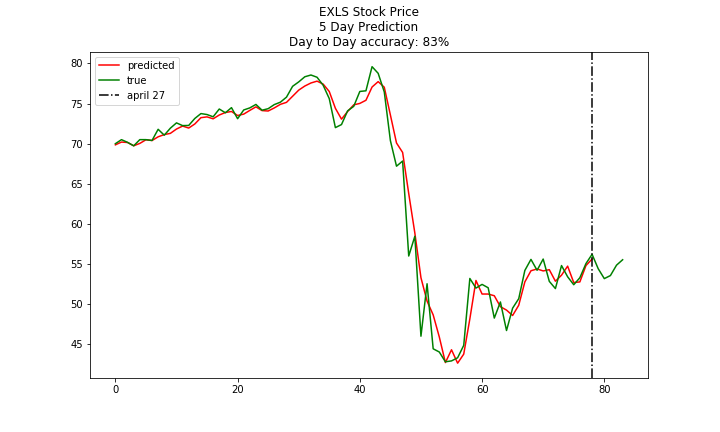 EXLS Stock Price
5 Day Prediction
Day to Day accuracy: 83%
predicted
true
april 27
80
75
70
65
60
55
50
45
0
20
40
60
80